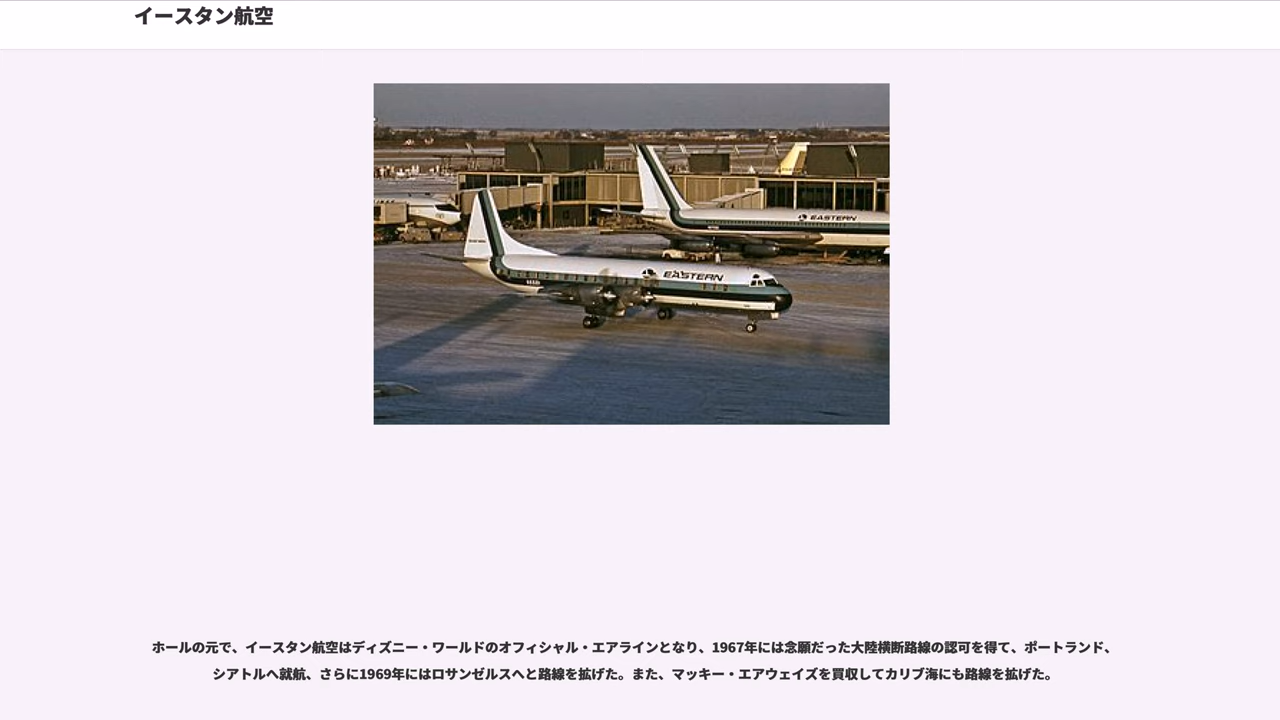 イースタン航空
EASTERN
EASTERN
ホールの元で、イースタン航空はディズニー・ワールドのオフィシャル・エアラインとなり、1967年には念願だった大陸横断路線の認可を得て、ポートランド、
シアトルへ就航、さらに1969年にはロサンゼルスへと路線を拡げた。また、マッキー・エアウェイズを買収してカリブ海にも路線を拡げた。